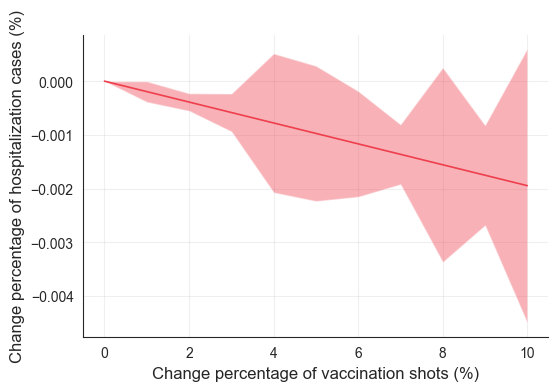 Change percentage of hospitalization cases (%)
0.000
−0.001
−0.002
−0.003
−0.004
0 2 4 6 8 10
Change percentage of vaccination shots (%)